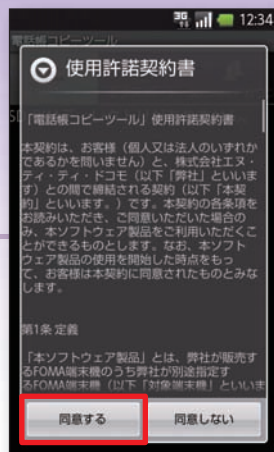 3G 12:34
電話帳コピーツール
使用許諾契約書
「電話帳コピーツール」使用許諾契約書
本契約は、お客様（個人又は法人のいずれか
であるかを問いません）と、株式会社エヌ・
ティ・ティ・ドコモ（以下「弊社」といいま
す）との間で締結される契約（以下「本契
約」といいます。）です。本契約の各条項を
お読みいただき、ご同意いただいた場合の
み、本ソフトウェア製品をご利用いただくこ
とができるものとします。なお、本ソフト
ウェア製品の使用を開始した時点をもっ
て、お客様は本契約に同意されたものとみな
します。
第1条 定義
「本ソフトウェア製品」とは、弊社が販売す
るFOMA端末機のうち弊社が別途指定す
るFOMA端末機（以下「対象端末機」といいま
同意する
同意しない